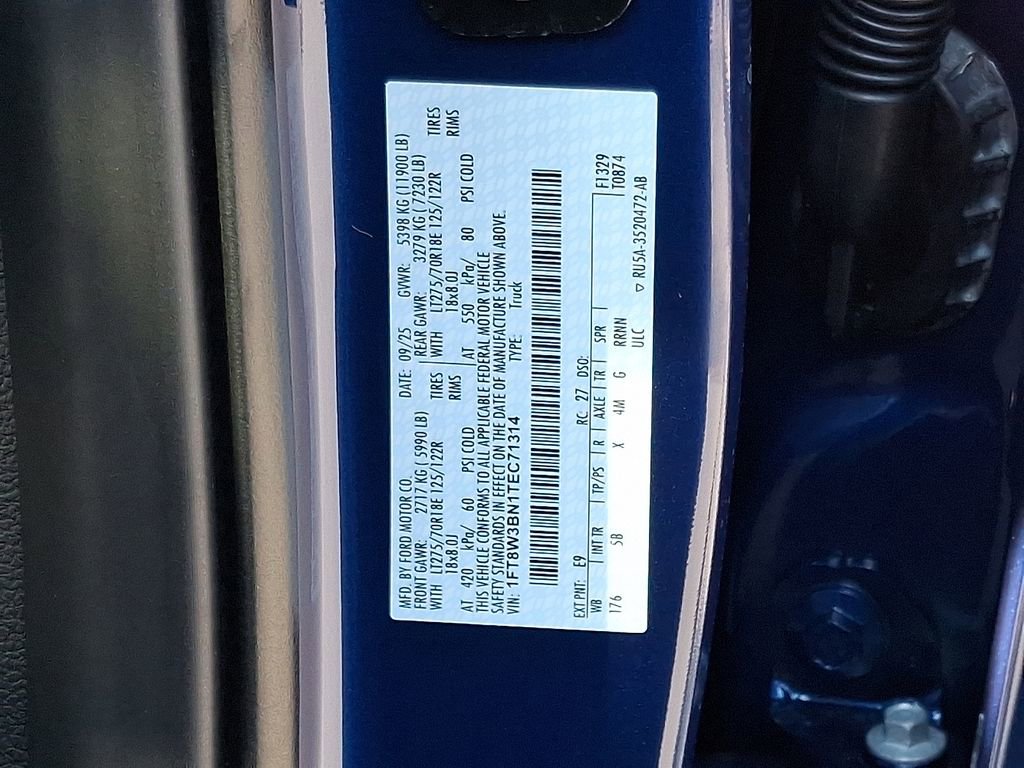 MFD. BY FORD MOTOR CO. DATE: 09/25 GVWR: 5398 KG (11900 LB)
FRONT GAWR: 2717 KG ( 5990 LB) REAR GAWR: 3279 KG ( 7230 LB)
WITH LT275/70R18E 125/122R TIRES WITH LT275/70R18E 125/122R TIRES
18x8.0J RIMS 18x8.0J RIMS
AT 420 kPa/ 60 PSI COLD AT 550 kPa/ 80 PSI COLD
THIS VEHICLE CONFORMS TO ALL APPLICABLE FEDERAL MOTOR VEHICLE
SAFETY STANDARDS IN EFFECT ON THE DATE OF MANUFACTURE SHOWN ABOVE.
VIN: 1FT8W3BN1TEC71314 TYPE: Truck
EXT PNT: E9 RC: 27 DSO:
WB INT TR TP/PS R AXLE TR SPR F1329
176 5B X 4M G RRNN T0874
ULC ▽ RU5A-3520472-AB